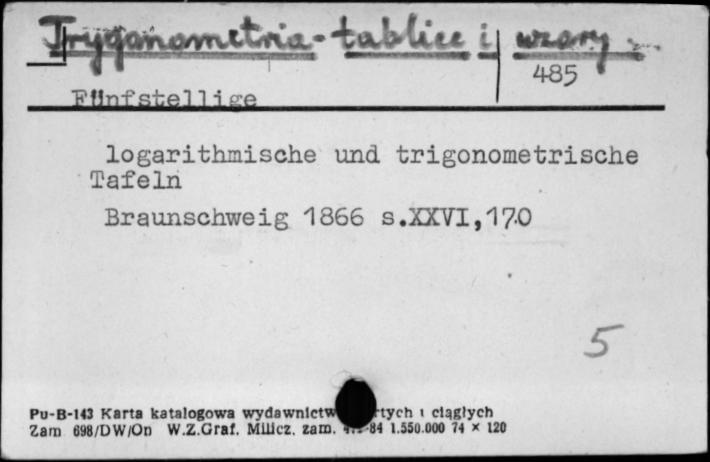 Trygonometria - tablice i wzory
485
Fünfstellige
logarithmische und trigonometrische
Tafeln
Braunschweig 1866 s.XXVI,170
5
Pu-B-143 Karta katalogowa wydawnictw i ciągłych
Zam. 698/DW/On W.Z.Graf. Milicz. zam. 84 1.550.000 74 × 120